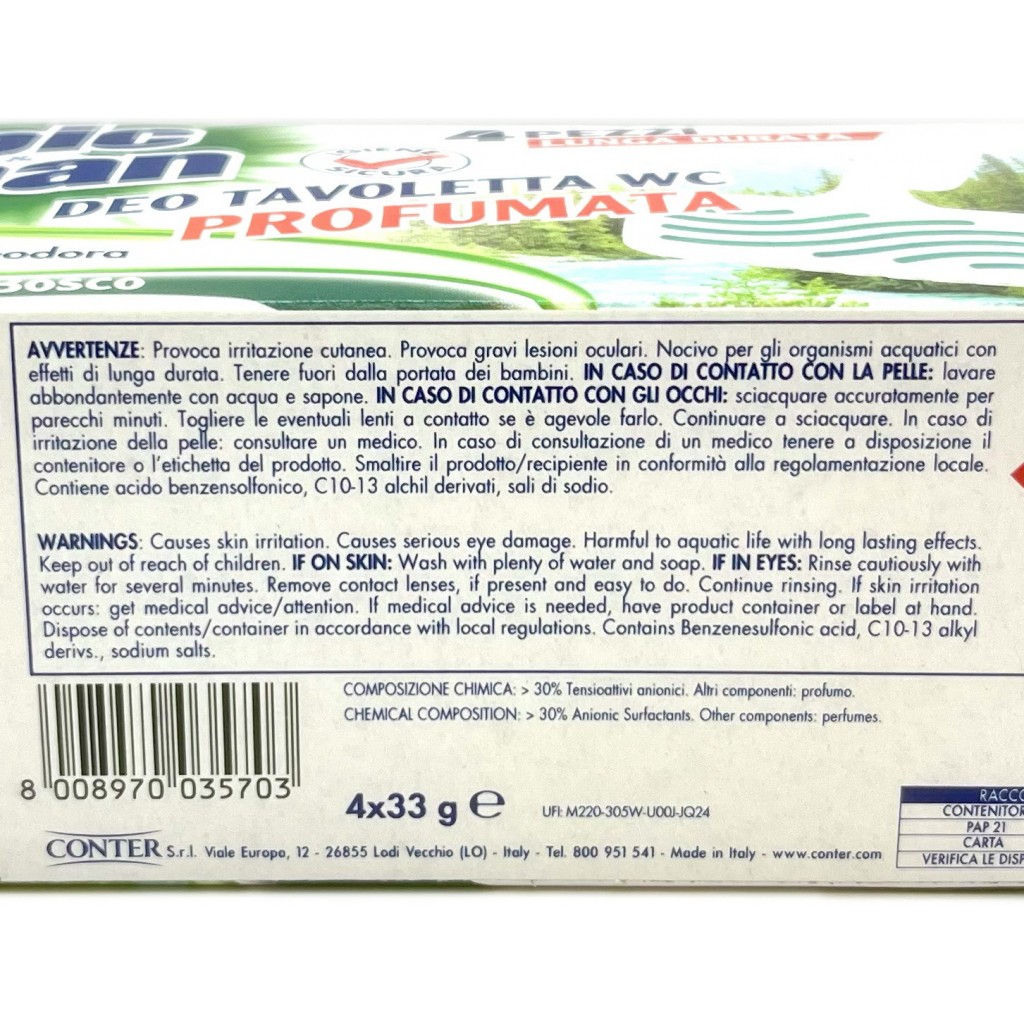 4 PEZZI
LUNGA DURATA
IGIENE
SICURA
DEO TAVOLETTA WC
PROFUMATA
BOSCO
AVVERTENZE: Provoca irritazione cutanea. Provoca gravi lesioni oculari. Nocivo per gli organismi acquatici con
effetti di lunga durata. Tenere fuori dalla portata dei bambini. IN CASO DI CONTATTO CON LA PELLE: lavare
abbondantemente con acqua e sapone. IN CASO DI CONTATTO CON GLI OCCHI: sciacquare accuratamente per
parecchi minuti. Togliere le eventuali lenti a contatto se è agevole farlo. Continuare a sciacquare. In caso di
irritazione della pelle: consultare un medico. In caso di consultazione di un medico tenere a disposizione il
contenitore o l'etichetta del prodotto. Smaltire il prodotto/recipiente in conformità alla regolamentazione locale.
Contiene acido benzensolfonico, C10-13 alchil derivati, sali di sodio.
WARNINGS: Causes skin irritation. Causes serious eye damage. Harmful to aquatic life with long lasting effects.
Keep out of reach of children. IF ON SKIN: Wash with plenty of water and soap. IF IN EYES: Rinse cautiously with
water for several minutes. Remove contact lenses, if present and easy to do. Continue rinsing. If skin irritation
occurs: get medical advice/attention. If medical advice is needed, have product container or label at hand.
Dispose of contents/container in accordance with local regulations. Contains Benzenesulfonic acid, C10-13 alkyl
derivs., sodium salts.
COMPOSIZIONE CHIMICA: > 30% Tensioattivi anionici. Altri componenti: profumo.
CHEMICAL COMPOSITION: > 30% Anionic Surfactants. Other components: perfumes.
8 008970 035703
4x33 g ℮
UFI: M220-305W-U00J-JQ24
CONTER S.r.l. Viale Europa, 12 - 26855 Lodi Vecchio (LO) - Italy - Tel. 800 951 541 - Made in Italy - www.conter.com
PAP 21
CARTA
VERIFICA LE